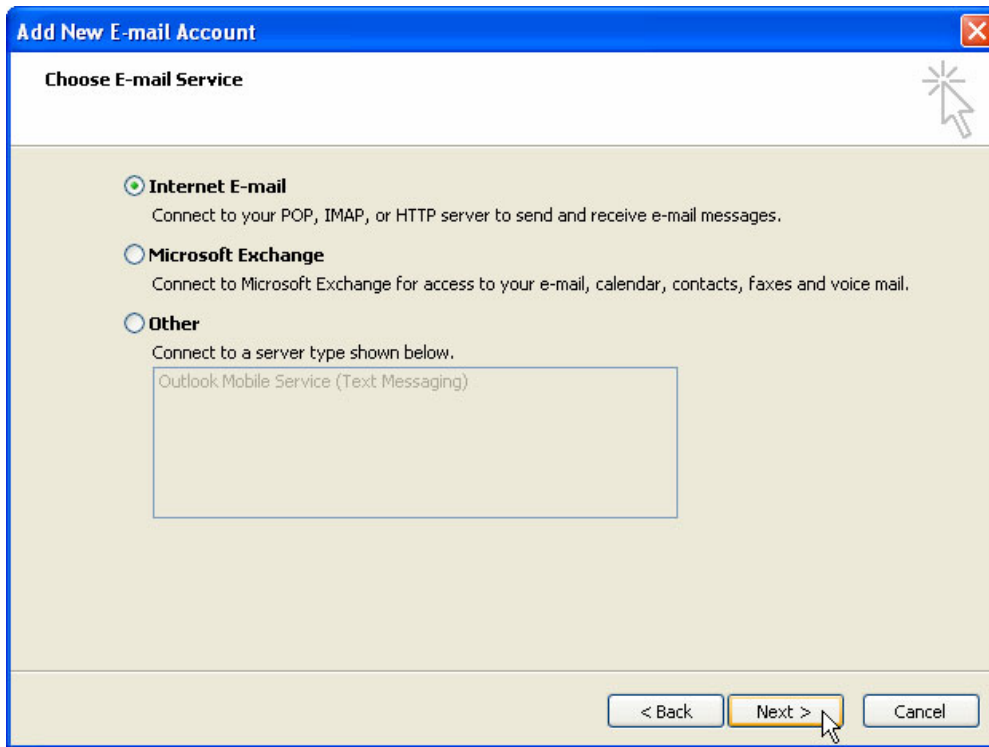 Add New E-mail Account
Choose E-mail Service
Internet E-mail
Connect to your POP, IMAP, or HTTP server to send and receive e-mail messages.
Microsoft Exchange
Connect to Microsoft Exchange for access to your e-mail, calendar, contacts, faxes and voice mail.
Other
Connect to a server type shown below.
Outlook Mobile Service (Text Messaging)
< Back Next > Cancel